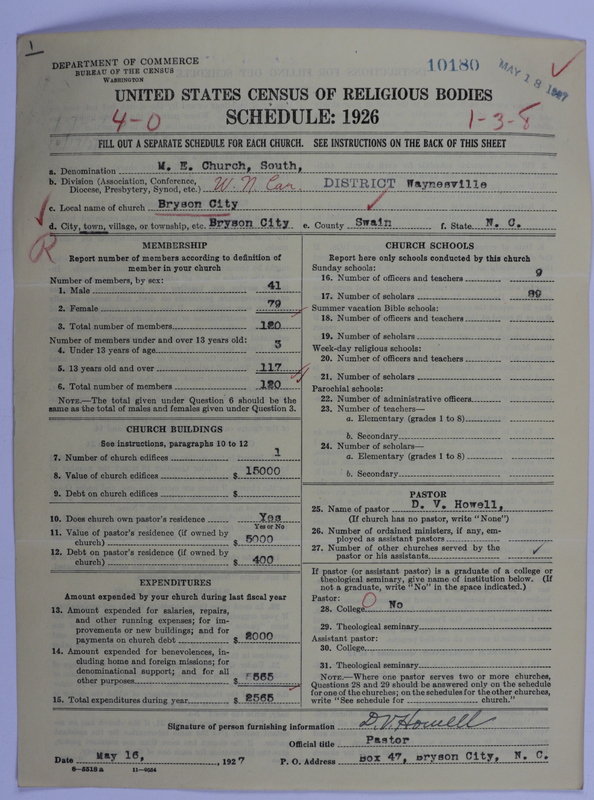 1
DEPARTMENT OF COMMERCE
BUREAU OF THE CENSUS
WASHINGTON
10180
MAY 18 1927
UNITED STATES CENSUS OF RELIGIOUS BODIES
4-0
SCHEDULE: 1926
1-3-8
FILL OUT A SEPARATE SCHEDULE FOR EACH CHURCH. SEE INSTRUCTIONS ON THE BACK OF THIS SHEET
a. Denomination M. E. Church, South,
b. Division (Association, Conference, Diocese, Presbytery, Synod, etc.) W. N. Car. DISTRICT Waynesville
c. Local name of church Bryson City
d. City, town, village, or township, etc. Bryson City e. County Swain f. State N. C.
R
MEMBERSHIP
Report number of members according to definition of
member in your church
Number of members, by sex:
1. Male 41
2. Female 79
3. Total number of members 120
Number of members under and over 13 years old:
4. Under 13 years of age 3
5. 13 years old and over 117
6. Total number of members 120
NOTE.—The total given under Question 6 should be the
same as the total of males and females given under Question 3.
CHURCH BUILDINGS
See instructions, paragraphs 10 to 12
7. Number of church edifices 1
8. Value of church edifices $ 15000
9. Debt on church edifices $
10. Does church own pastor's residence Yes
Yes or No
11. Value of pastor's residence (if owned by
church) $ 5000
12. Debt on pastor's residence (if owned by
church) $ 400
EXPENDITURES
Amount expended by your church during last fiscal year
13. Amount expended for salaries, repairs,
and other running expenses; for im-
provements or new buildings; and for
payments on church debt $ 2000
14. Amount expended for benevolences, in-
cluding home and foreign missions; for
denominational support; and for all
other purposes $ 565
15. Total expenditures during year $ 2565
CHURCH SCHOOLS
Report here only schools conducted by this church
Sunday schools:
16. Number of officers and teachers 9
17. Number of scholars 89
Summer vacation Bible schools:
18. Number of officers and teachers
19. Number of scholars
Week-day religious schools:
20. Number of officers and teachers
21. Number of scholars
Parochial schools:
22. Number of administrative officers
23. Number of teachers—
a. Elementary (grades 1 to 8)
b. Secondary
24. Number of scholars—
a. Elementary (grades 1 to 8)
b. Secondary
PASTOR
25. Name of pastor D. V. Howell,
(If church has no pastor, write "None")
26. Number of ordained ministers, if any, em-
ployed as assistant pastors
27. Number of other churches served by the
pastor or his assistants ✓
If pastor (or assistant pastor) is a graduate of a college or
theological seminary, give name of institution below. (If
not a graduate, write "No" in the space indicated.)
Pastor:
28. College O No
29. Theological seminary
Assistant pastor:
30. College
31. Theological seminary
NOTE.—Where one pastor serves two or more churches,
Questions 28 and 29 should be answered only on the schedule
for one of the churches; on the schedules for the other churches,
write "See schedule for church."
Signature of person furnishing information D. V. Howell
Official title Pastor
Date May 16, 1927 P. O. Address Box 47, Bryson City, N. C.
8-5518 a 11-9034